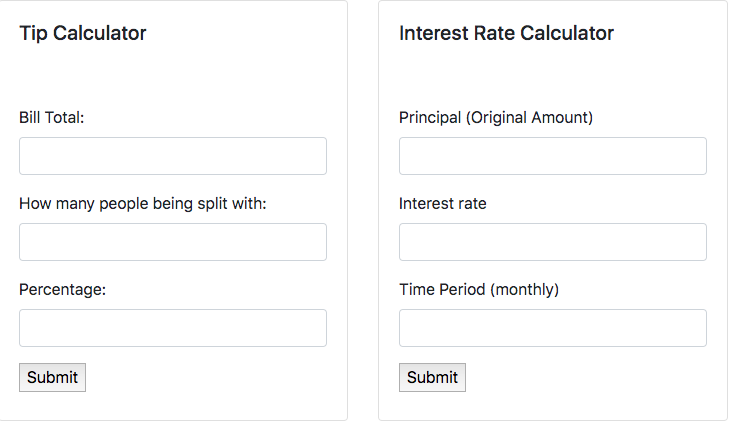 Tip Calculator
Bill Total:
How many people being split with:
Percentage:
Submit
Interest Rate Calculator
Principal (Original Amount)
Interest rate
Time Period (monthly)
Submit